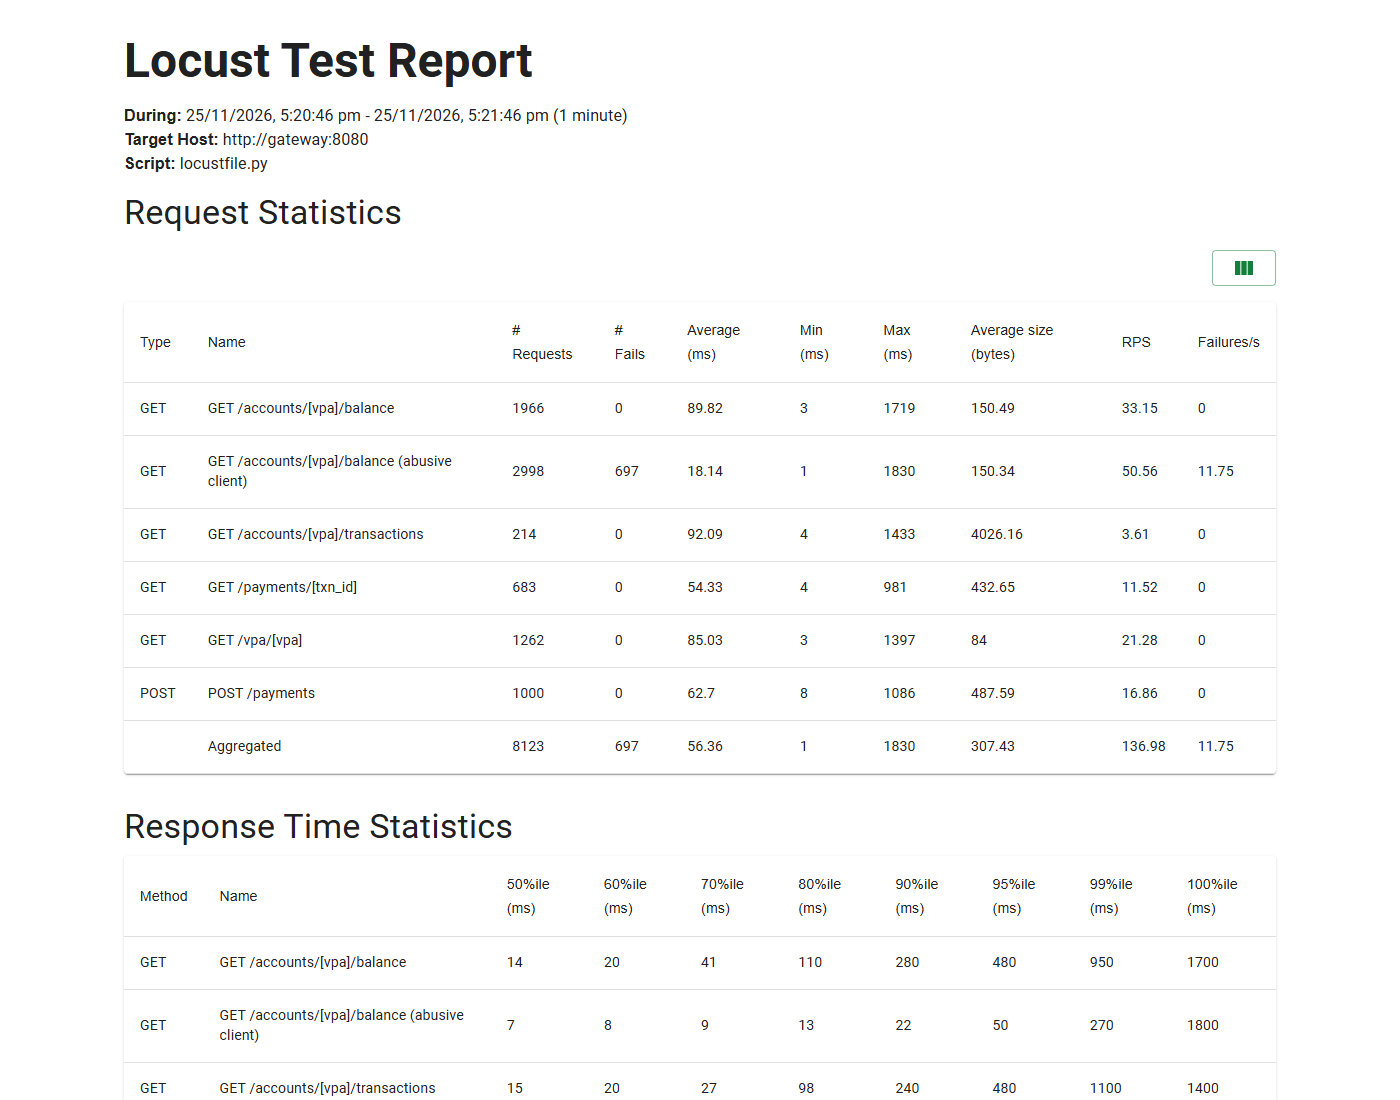 Locust Test Report
During: 25/11/2026, 5:20:46 pm - 25/11/2026, 5:21:46 pm (1 minute)
Target Host: http://gateway:8080
Script: locustfile.py
Request Statistics
Type Name # Requests # Fails Average (ms) Min (ms) Max (ms) Average size (bytes) RPS Failures/s
GET GET /accounts/[vpa]/balance 1966 0 89.82 3 1719 150.49 33.15 0
GET GET /accounts/[vpa]/balance (abusive client) 2998 697 18.14 1 1830 150.34 50.56 11.75
GET GET /accounts/[vpa]/transactions 214 0 92.09 4 1433 4026.16 3.61 0
GET GET /payments/[txn_id] 683 0 54.33 4 981 432.65 11.52 0
GET GET /vpa/[vpa] 1262 0 85.03 3 1397 84 21.28 0
POST POST /payments 1000 0 62.7 8 1086 487.59 16.86 0
Aggregated 8123 697 56.36 1 1830 307.43 136.98 11.75
Response Time Statistics
Method Name 50%ile (ms) 60%ile (ms) 70%ile (ms) 80%ile (ms) 90%ile (ms) 95%ile (ms) 99%ile (ms) 100%ile (ms)
GET GET /accounts/[vpa]/balance 14 20 41 110 280 480 950 1700
GET GET /accounts/[vpa]/balance (abusive client) 7 8 9 13 22 50 270 1800
GET GET /accounts/[vpa]/transactions 15 20 27 98 240 480 1100 1400